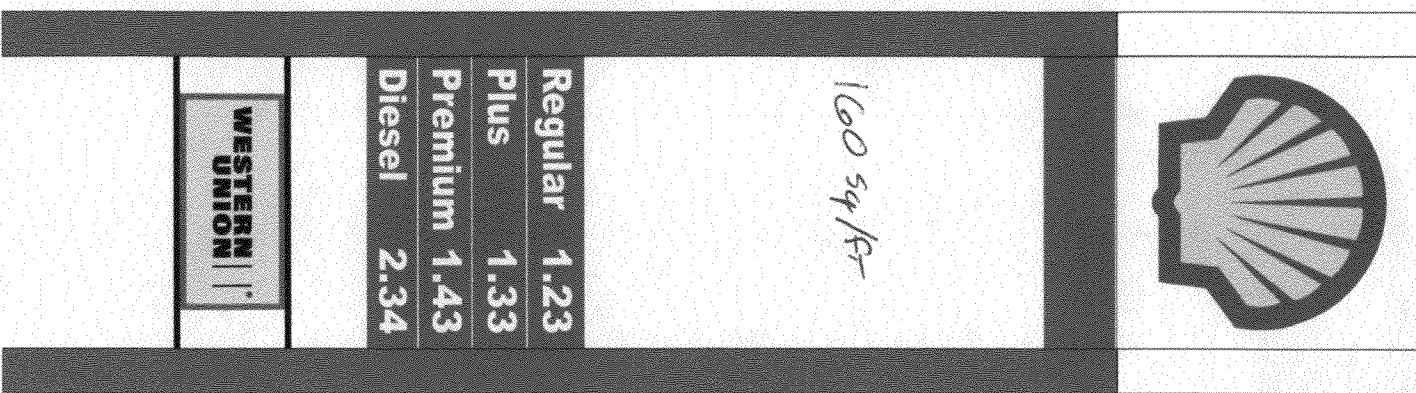 160 sq/ft
Regular 1.23
Plus 1.33
Premium 1.43
Diesel 2.34
WESTERN
UNION